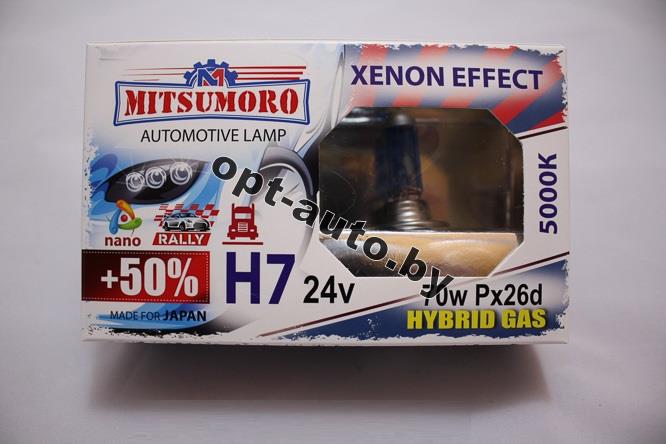 MITSUMORO
AUTOMOTIVE LAMP
XENON EFFECT
5000K
nano
RALLY
+50%
H7 24v
70w Px26d
MADE FOR JAPAN
HYBRID GAS
opt-auto.by